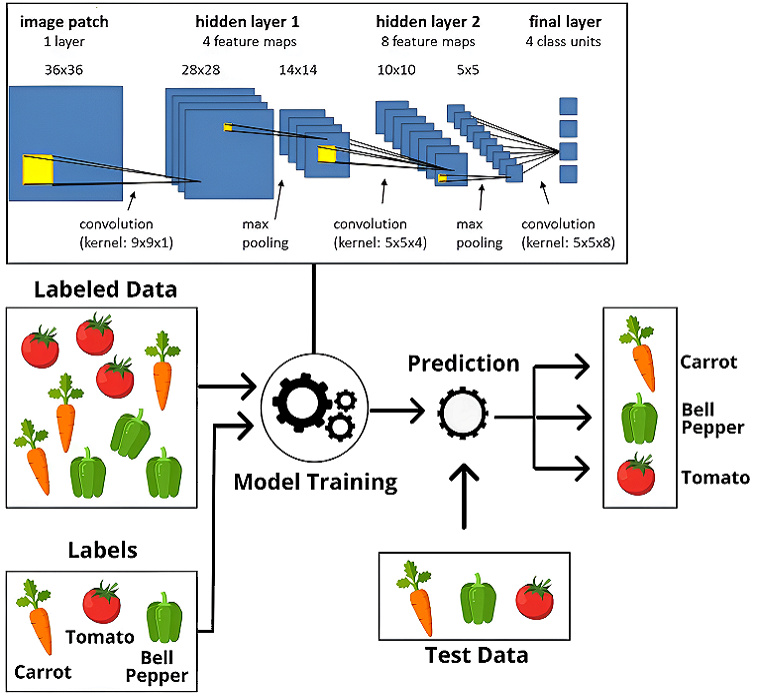 image patch
1 layer
36x36
hidden layer 1
4 feature maps
28x28
14x14
hidden layer 2
8 feature maps
10x10
5x5
final layer
4 class units
convolution
(kernel: 9x9x1)
max
pooling
convolution
(kernel: 5x5x4)
max
pooling
convolution
(kernel: 5x5x8)
Labeled Data
Model Training
Prediction
Carrot
Bell
Pepper
Tomato
Labels
Carrot
Tomato
Bell
Pepper
Test Data